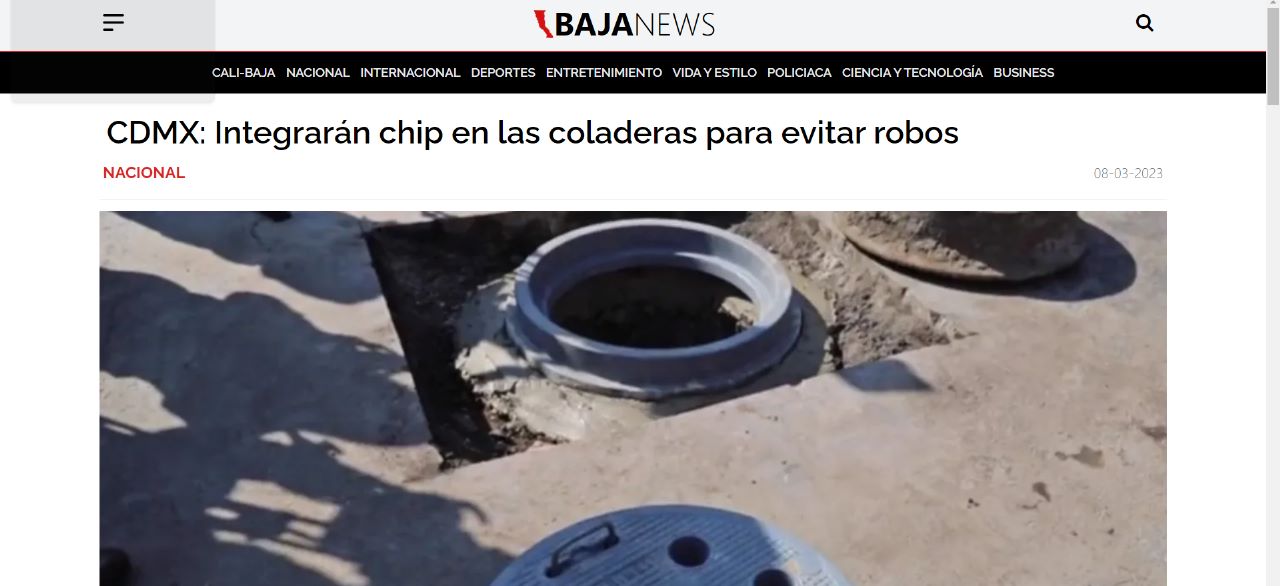 BAJANEWS
CALI-BAJA NACIONAL INTERNACIONAL DEPORTES ENTRETENIMIENTO VIDA Y ESTILO POLICIACA CIENCIA Y TECNOLOGÍA BUSINESS
CDMX: Integrarán chip en las coladeras para evitar robos
NACIONAL 08-03-2023